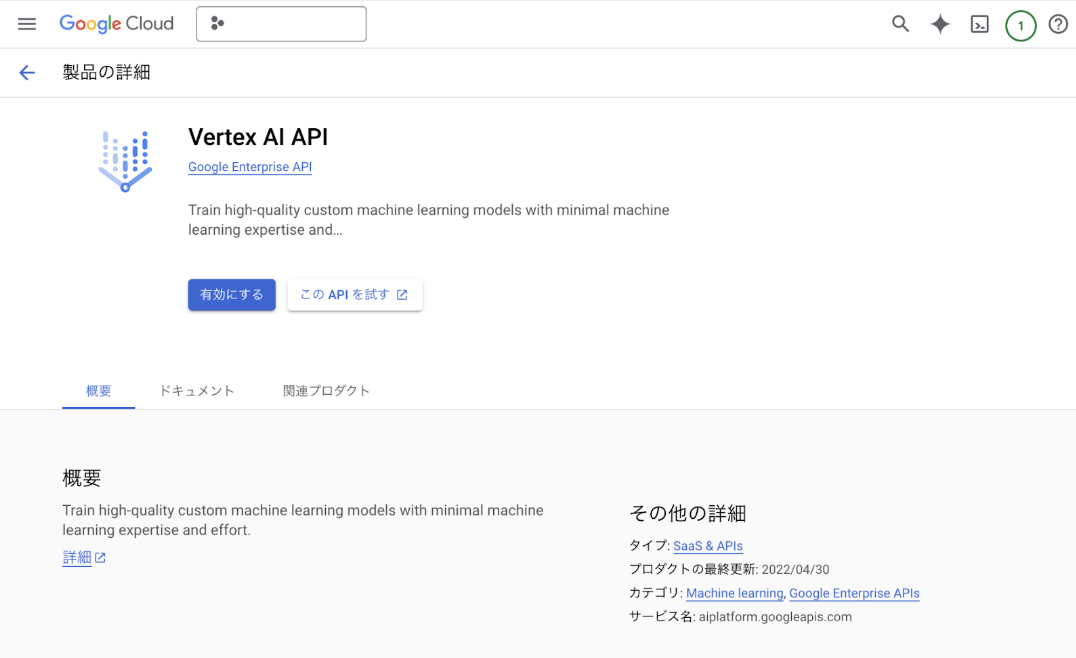 Google Cloud
1
製品の詳細
Vertex AI API
Google Enterprise API
Train high-quality custom machine learning models with minimal machine
learning expertise and…
有効にする
この API を試す
概要
ドキュメント
関連プロダクト
概要
Train high-quality custom machine learning models with minimal machine
learning expertise and effort.
詳細
その他の詳細
タイプ: SaaS & APIs
プロダクトの最終更新: 2022/04/30
カテゴリ: Machine learning, Google Enterprise APIs
サービス名: aiplatform.googleapis.com